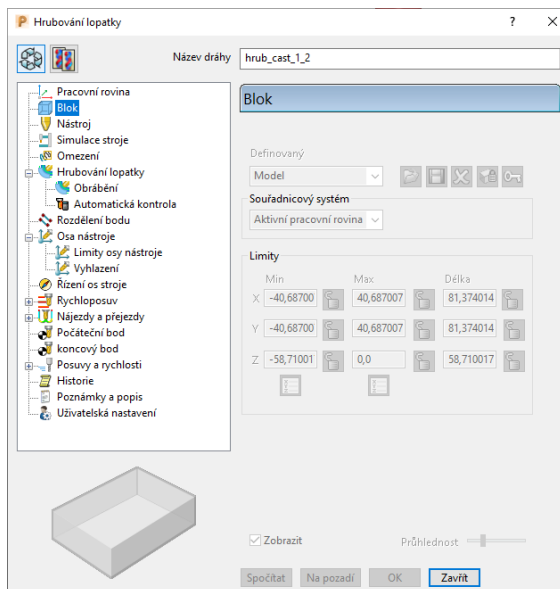 Hrubování lopatky
?
Název dráhy
hrub_cast_1_2
Pracovní rovina
Blok
Nástroj
Simulace stroje
Omezení
Hrubování lopatky
Obrábění
Automatická kontrola
Rozdělení bodu
Osa nástroje
Limity osy nástroje
Vyhlazení
Řízení os stroje
Rychloposuv
Nájezdy a přejezdy
Počáteční bod
koncový bod
Posuvy a rychlosti
Historie
Poznámky a popis
Uživatelská nastavení
Blok
Definovaný
Model
Souřadnicový systém
Aktivní pracovní rovina
Limity
Min Max Délka
X -40,68700 40,687007 81,374014
Y -40,68700 40,687007 81,374014
Z -58,71001 0,0 58,710017
Zobrazit Průhlednost
Spočítat Na pozadí OK Zavřít